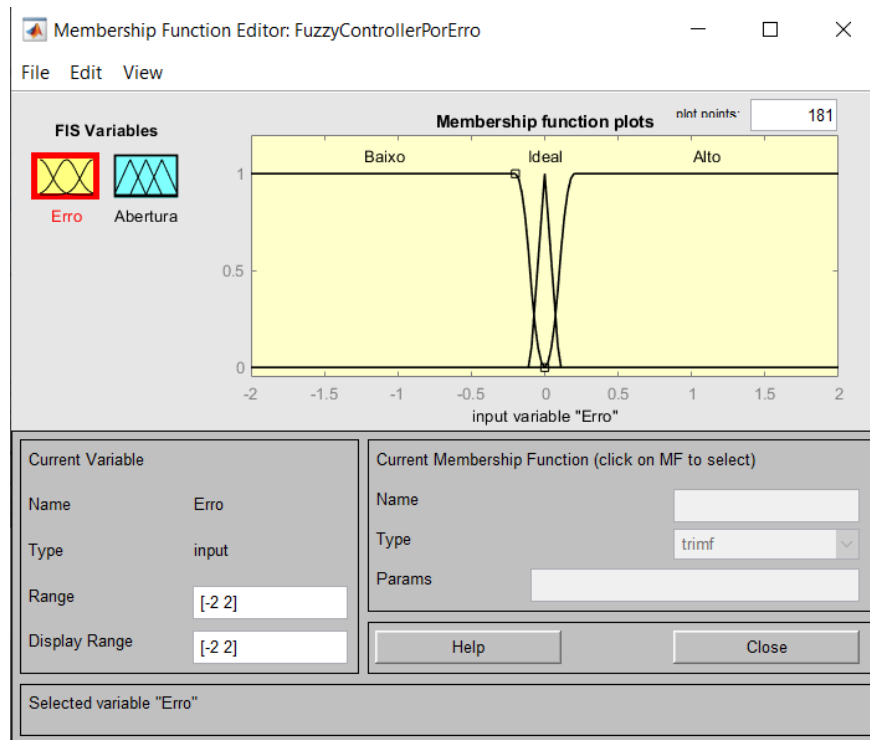 Membership Function Editor: FuzzyControllerPorErro
File Edit View
FIS Variables
Erro
Abertura
Membership function plots
plot points:
181
Baixo
Ideal
Alto
1
0.5
0
-2 -1.5 -1 -0.5 0 0.5 1 1.5 2
input variable "Erro"
Current Variable
Name Erro
Type input
Range [-2 2]
Display Range [-2 2]
Current Membership Function (click on MF to select)
Name
Type trimf
Params
Help
Close
Selected variable "Erro"